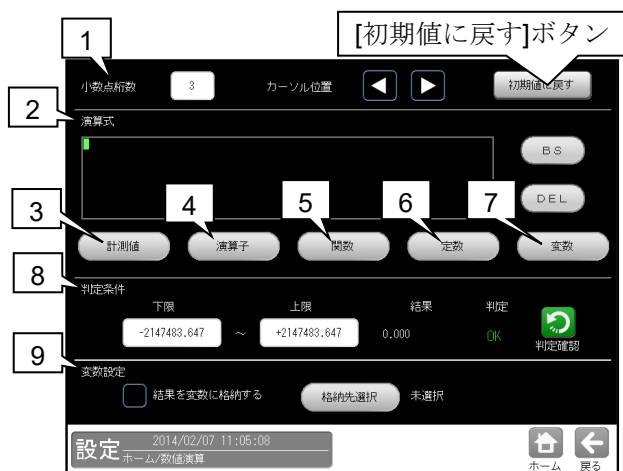 [初期値に戻す]ボタン
1
小数点桁数 3 カーソル位置 初期値に戻す
2
演算式
BS
DEL
3 4 5 6 7
計測値 演算子 関数 定数 変数
8
判定条件
下限 上限 結果 判定
-2147483.647 ～ +2147483.647 0.000 OK
判定確認
9
変数設定
結果を変数に格納する 格納先選択 未選択
設定 2014/02/07 11:05:08
ホーム/数値演算
ホーム 戻る